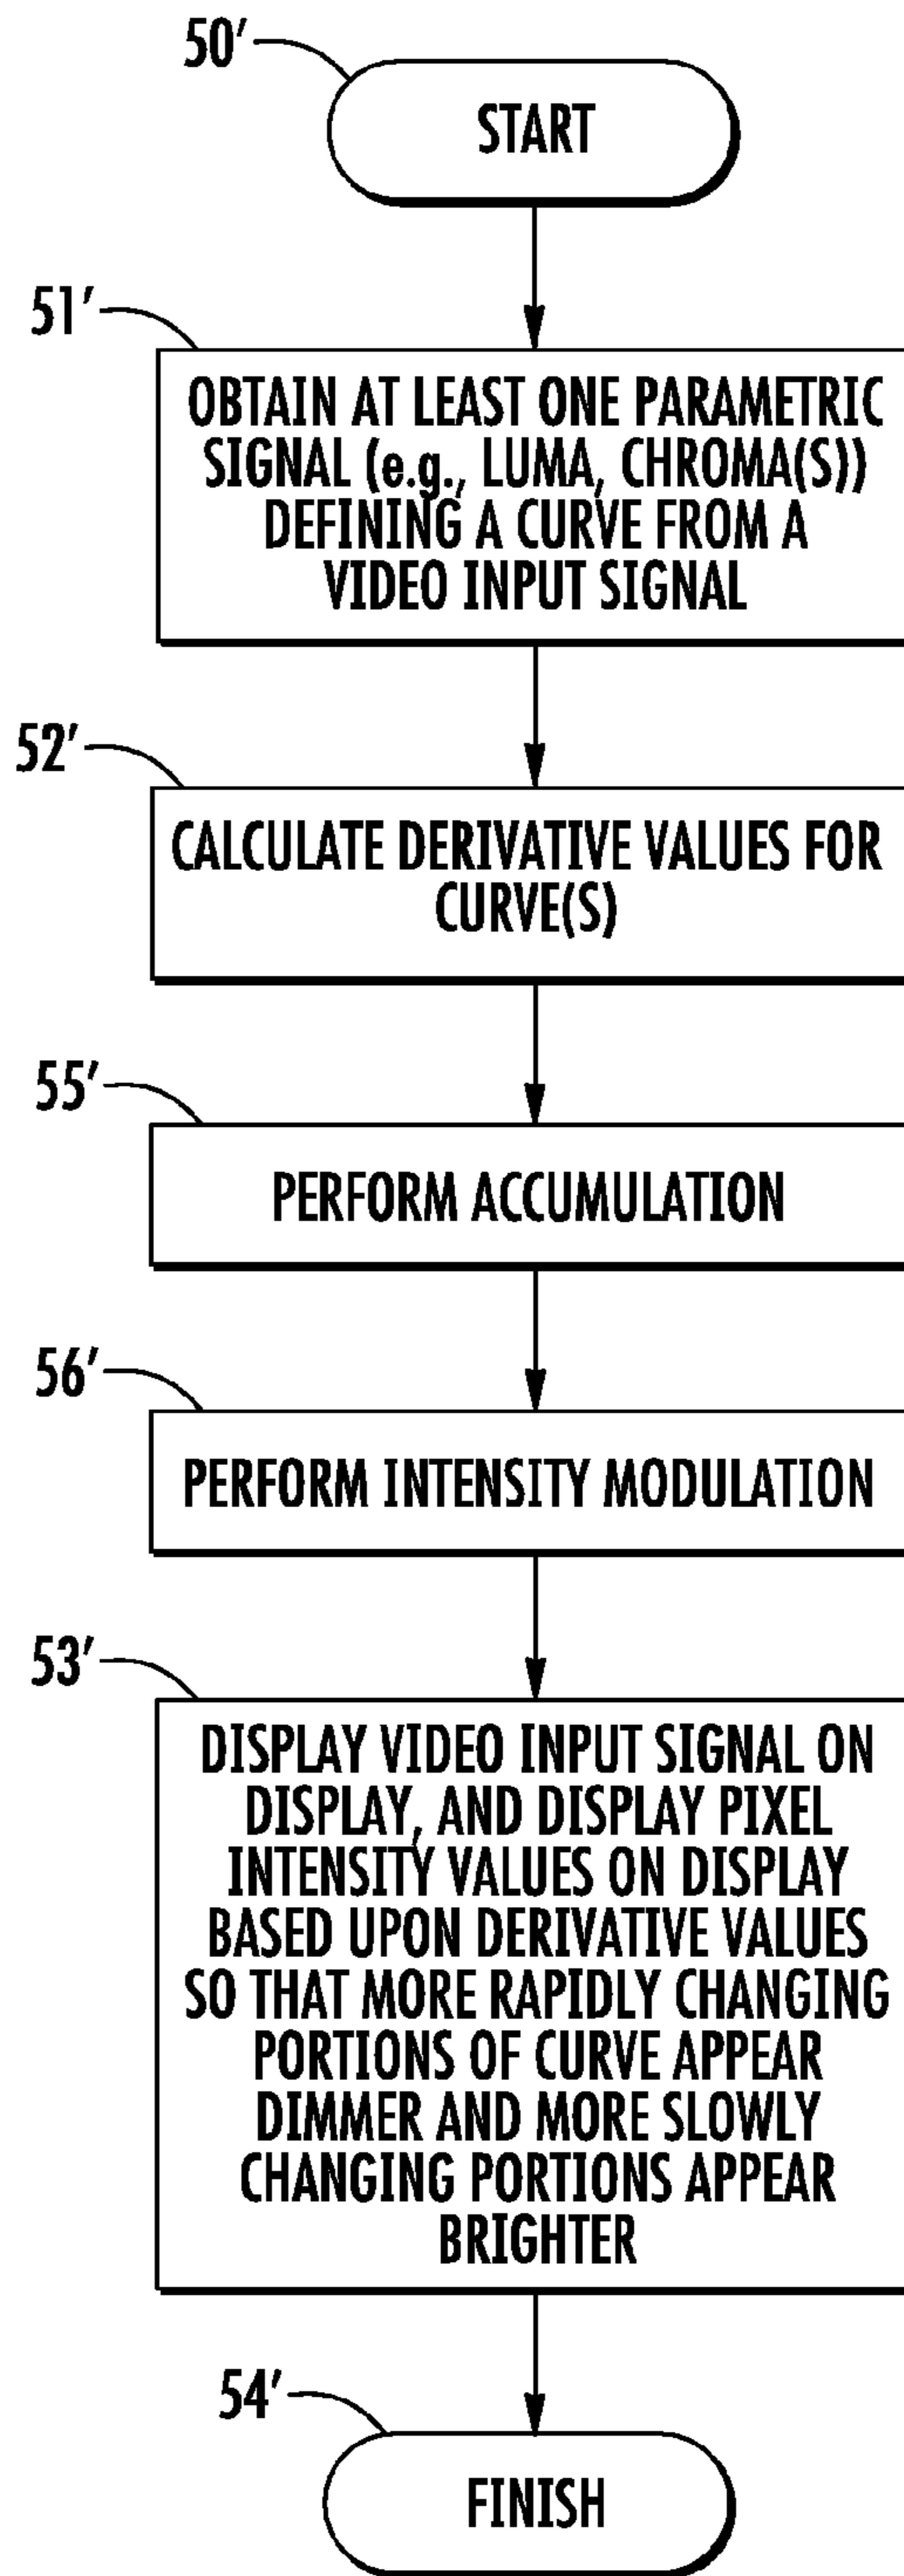 50′
START
51′
OBTAIN AT LEAST ONE PARAMETRIC
SIGNAL (e.g., LUMA, CHROMA(S))
DEFINING A CURVE FROM A
VIDEO INPUT SIGNAL
52′
CALCULATE DERIVATIVE VALUES FOR
CURVE(S)
55′
PERFORM ACCUMULATION
56′
PERFORM INTENSITY MODULATION
53′
DISPLAY VIDEO INPUT SIGNAL ON
DISPLAY, AND DISPLAY PIXEL
INTENSITY VALUES ON DISPLAY
BASED UPON DERIVATIVE VALUES
SO THAT MORE RAPIDLY CHANGING
PORTIONS OF CURVE APPEAR
DIMMER AND MORE SLOWLY
CHANGING PORTIONS APPEAR
BRIGHTER
54′
FINISH